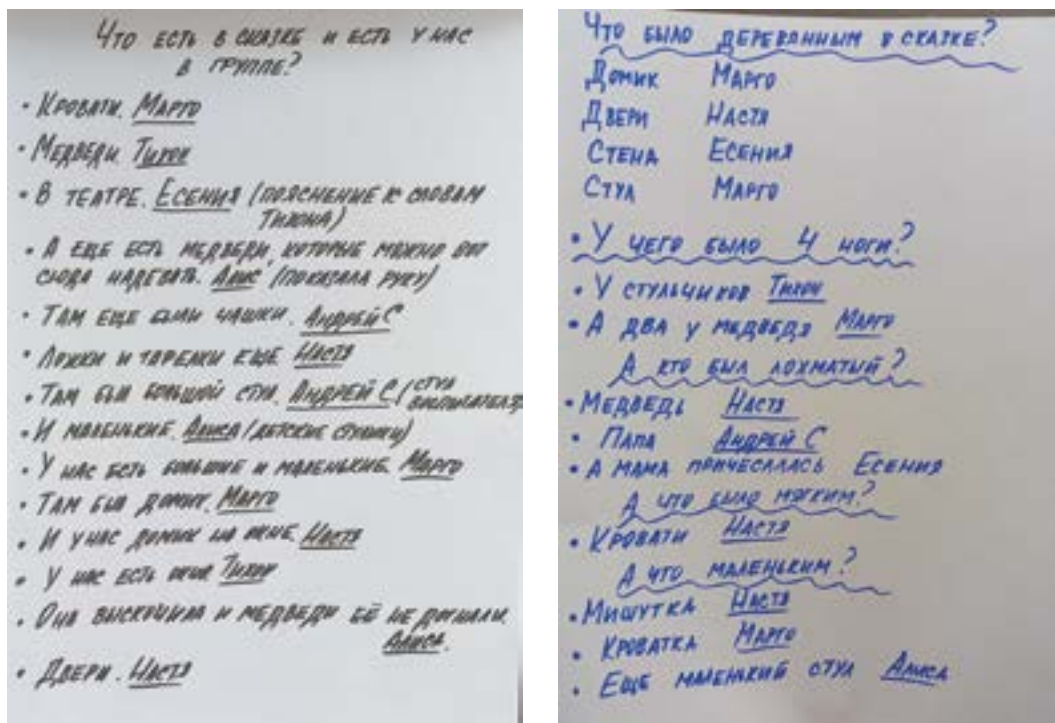 Что есть в сказке и есть у нас
в группе?
• Кровати. Марго
• Медведи. Тихон
• В театре. Есения (пояснение к словам
Тихона)
• А еще есть медведи, которые можно вот
сюда надевать. Алис (показала руку)
• Там еще были чашки. Андрей С
• Ложки и тарелки еще Настя
• Там был большой стул. Андрей С (стул
воспитателя)
• И маленькие. Алиса (детские стулики)
• У нас есть большие и маленькие. Марго
• Там был домик. Марго
• И у нас домик на окне. Настя
• У нас есть окна Тихон
• Она выскочила и медведи её не догнали.
Алиса.
• Двери. Настя
Что было деревянным в сказке?
Домик Марго
Двери Настя
Стена Есения
Стул Марго
• У чего было 4 ноги?
• У стульчиков Тихон
• А два у медведя Марго
А кто был лохматый?
• Медведь Настя
• Папа Андрей С
• А мама причесалась Есения
А что было мягким?
• Кровати Настя
А что маленьким?
• Мишутка Настя
• Кроватка Марго
• Еще маленький стул Алиса